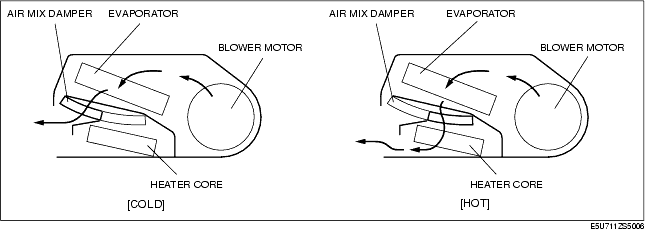 AIR MIX DAMPER EVAPORATOR
BLOWER MOTOR
HEATER CORE
[COLD]
AIR MIX DAMPER EVAPORATOR
BLOWER MOTOR
HEATER CORE
[HOT]
E5U711ZS5006